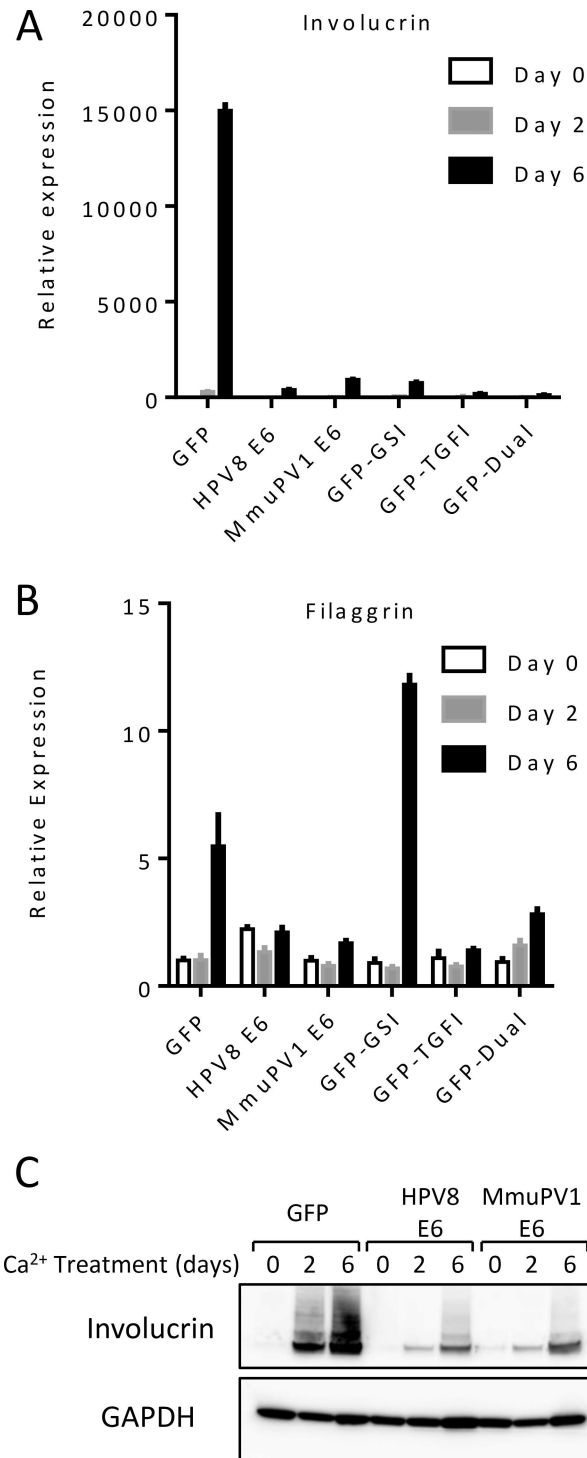 A
Involucrin
Relative expression
20000
15000
10000
5000
0
Day 0
Day 2
Day 6
GFP
HPV8 E6
MmuPV1 E6
GFP-GSI
GFP-TGFI
GFP-Dual
B
Filaggrin
Relative Expression
15
10
5
0
Day 0
Day 2
Day 6
GFP
HPV8 E6
MmuPV1 E6
GFP-GSI
GFP-TGFI
GFP-Dual
C
GFP
HPV8 E6
MmuPV1 E6
Ca²⁺ Treatment (days) 0 2 6 0 2 6 0 2 6
Involucrin
GAPDH